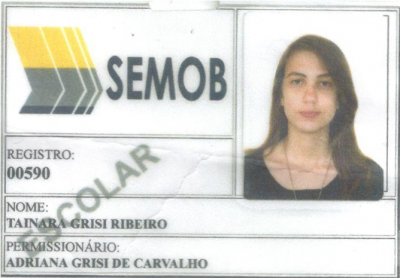 SEMOB
REGISTRO:
00590
ESCOLAR
NOME:
TAINARA GRISI RIBEIRO
PERMISSIONÁRIO:
ADRIANA GRISI DE CARVALHO